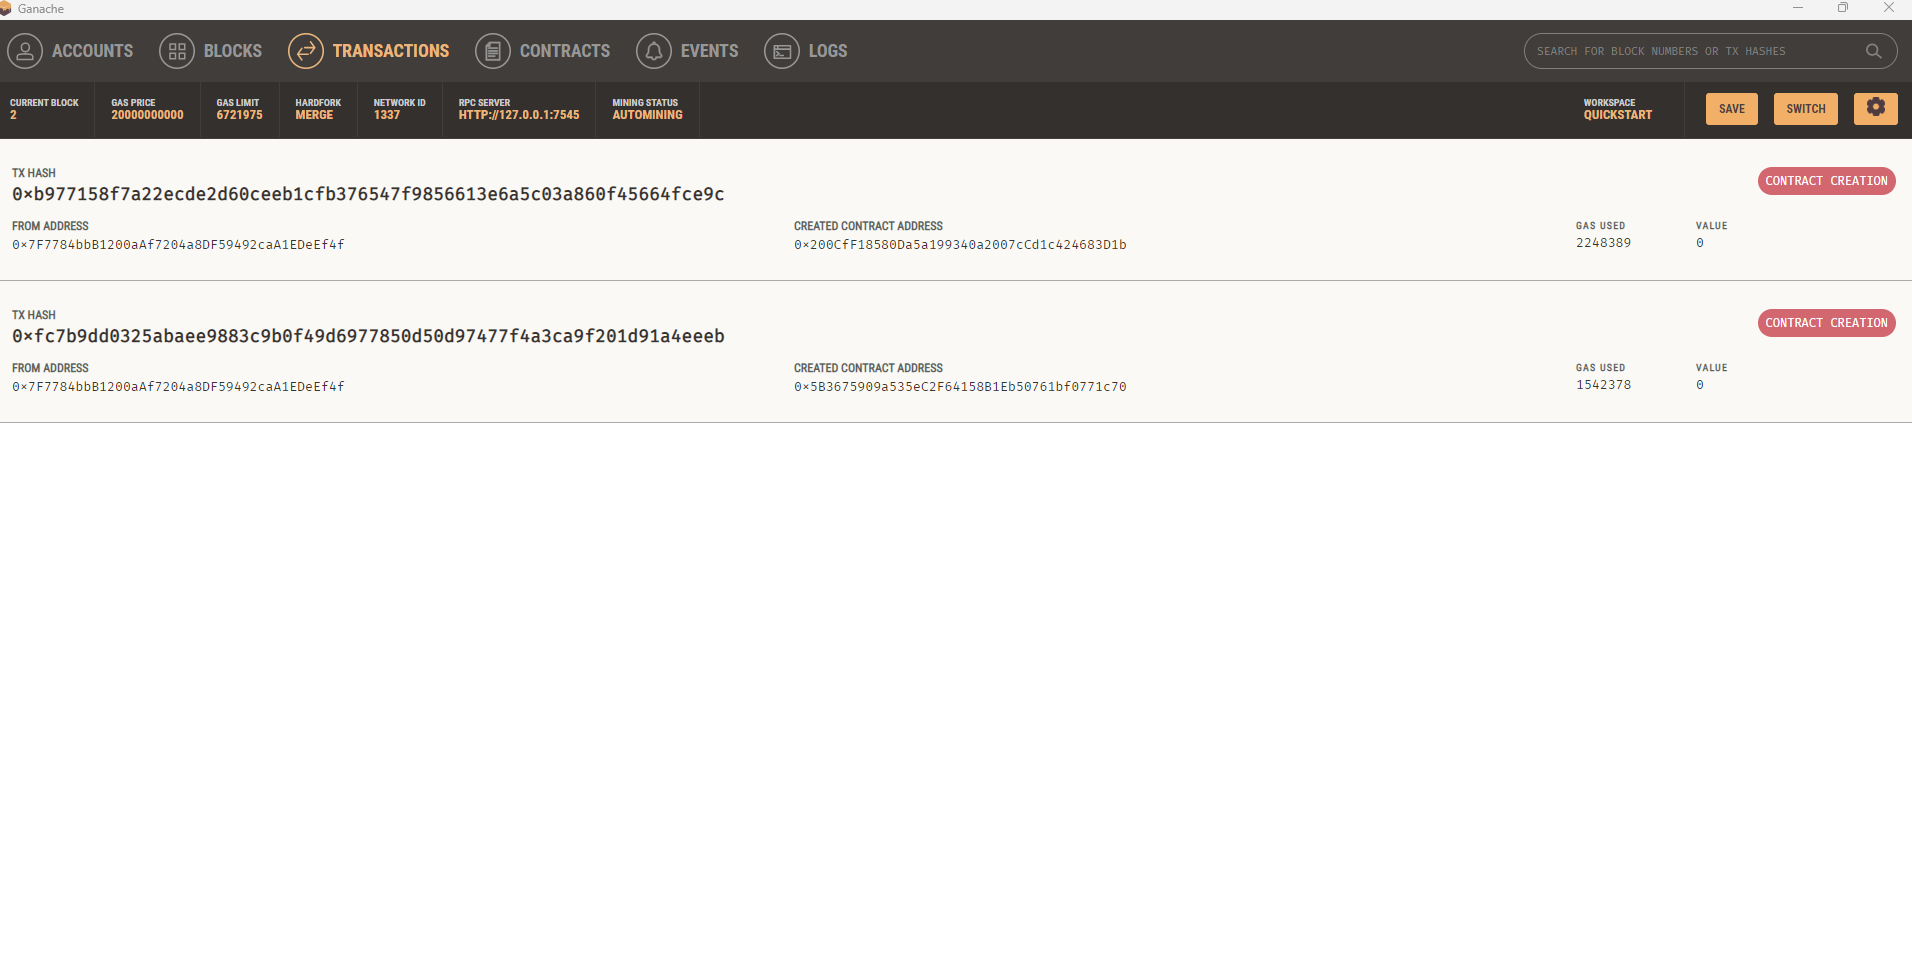 Ganache
ACCOUNTS BLOCKS TRANSACTIONS CONTRACTS EVENTS LOGS SEARCH FOR BLOCK NUMBERS OR TX HASHES
CURRENT BLOCK GAS PRICE GAS LIMIT HARDFORK NETWORK ID RPC SERVER MINING STATUS WORKSPACE
2 20000000000 6721975 MERGE 1337 HTTP://127.0.0.1:7545 AUTOMINING QUICKSTART SAVE SWITCH
TX HASH
0×b977158f7a22ecde2d60ceeb1cfb376547f9856613e6a5c03a860f45664fce9c CONTRACT CREATION
FROM ADDRESS CREATED CONTRACT ADDRESS GAS USED VALUE
0×7F7784bbB1200aAf7204a8DF59492caA1EDeEf4f 0×200CfF18580Da5a199340a2007cCd1c424683D1b 2248389 0
TX HASH
0×fc7b9dd0325abaee9883c9b0f49d6977850d50d97477f4a3ca9f201d91a4eeeb CONTRACT CREATION
FROM ADDRESS CREATED CONTRACT ADDRESS GAS USED VALUE
0×7F7784bbB1200aAf7204a8DF59492caA1EDeEf4f 0×5B3675909a535eC2F64158B1Eb50761bf0771c70 1542378 0